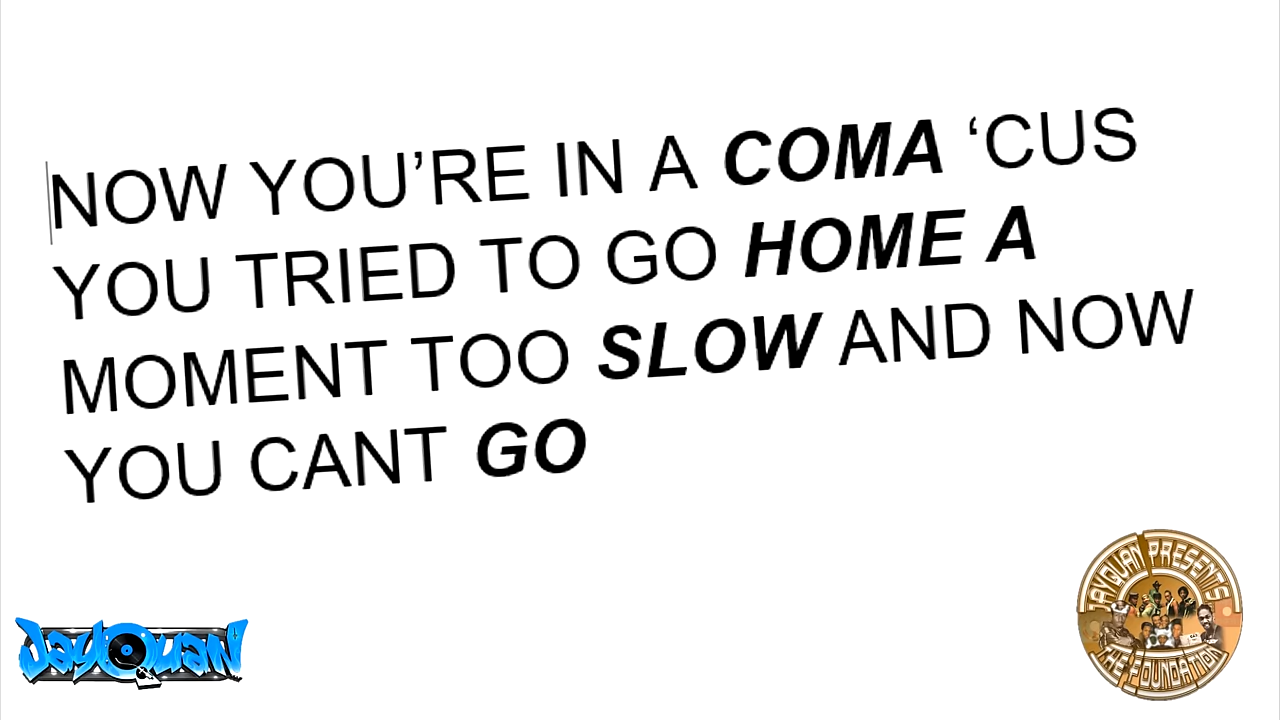 NOW YOU’RE IN A COMA ‘CUS
YOU TRIED TO GO HOME A
MOMENT TOO SLOW AND NOW
YOU CANT GO
JayQuaN
JAYQUAN PRESENTS
THE FOUNDATION